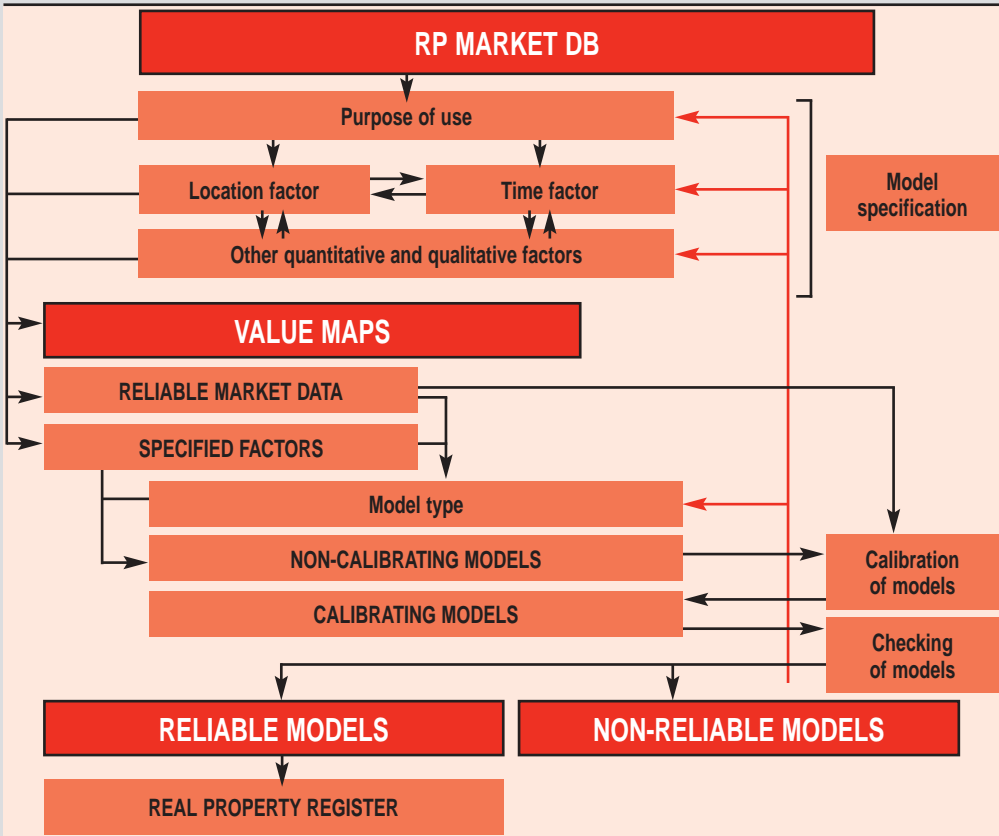 RP MARKET DB
Purpose of use
Location factor
Time factor
Model
specification
Other quantitative and qualitative factors
VALUE MAPS
RELIABLE MARKET DATA
SPECIFIED FACTORS
Model type
NON-CALIBRATING MODELS
Calibration
of models
CALIBRATING MODELS
Checking
of models
RELIABLE MODELS
NON-RELIABLE MODELS
REAL PROPERTY REGISTER